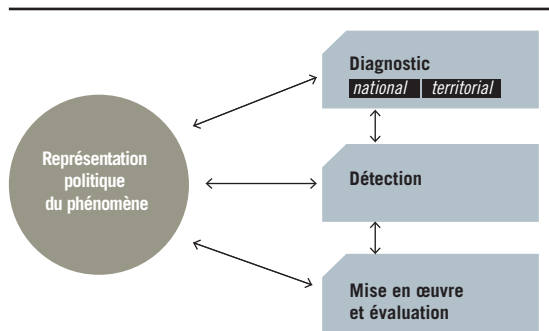 Représentation
politique
du phénomène
Diagnostic
national territorial
Détection
Mise en œuvre
et évaluation